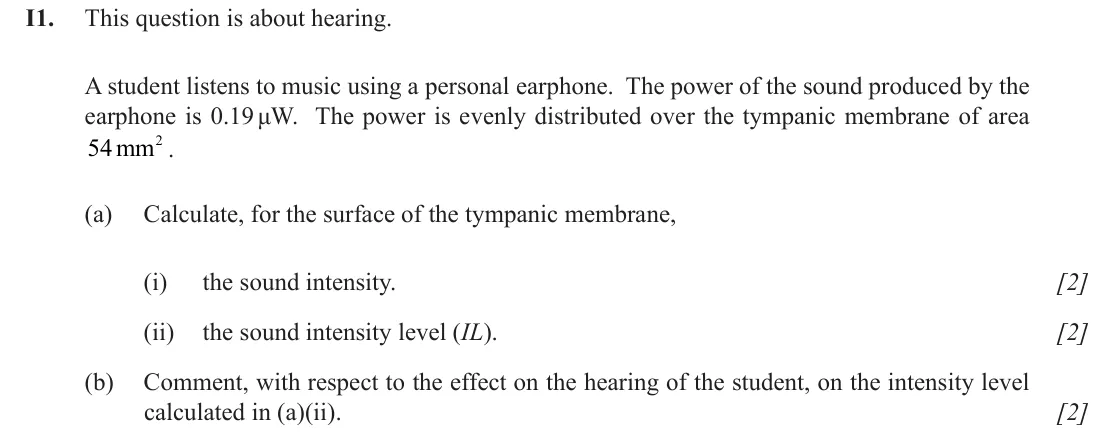 I1. This question is about hearing.
A student listens to music using a personal earphone. The power of the sound produced by the
earphone is 0.19 μW. The power is evenly distributed over the tympanic membrane of area
54 mm².
(a) Calculate, for the surface of the tympanic membrane,
(i) the sound intensity. [2]
(ii) the sound intensity level (IL). [2]
(b) Comment, with respect to the effect on the hearing of the student, on the intensity level
calculated in (a)(ii). [2]